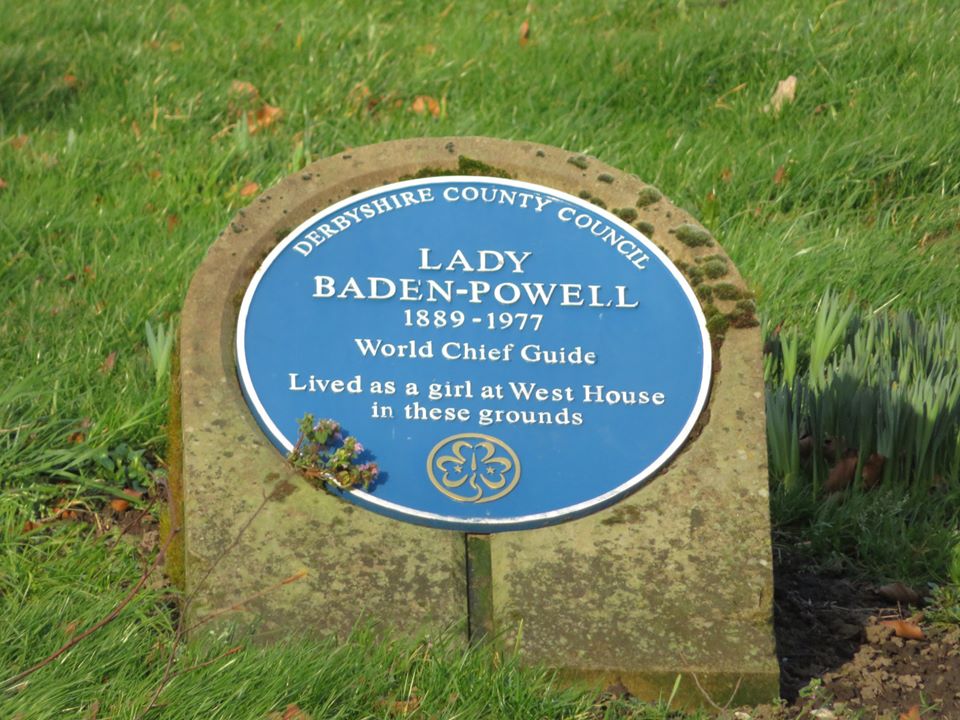 DERBYSHIRE COUNTY COUNCIL
LADY
BADEN-POWELL
1889-1977
World Chief Guide
Lived as a girl at West House
in these grounds